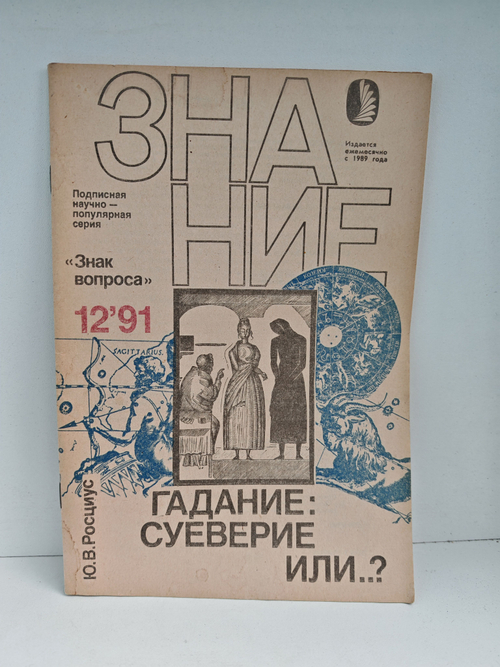 ЗНА
НИЕ
Издается
ежемесячно
с 1989 года
Подписная
научно —
популярная
серия
«Знак
вопроса»
12'91
SAGITTARIUS.
Ю.В.Росциус
ГАДАНИЕ:
СУЕВЕРИЕ
ИЛИ..?